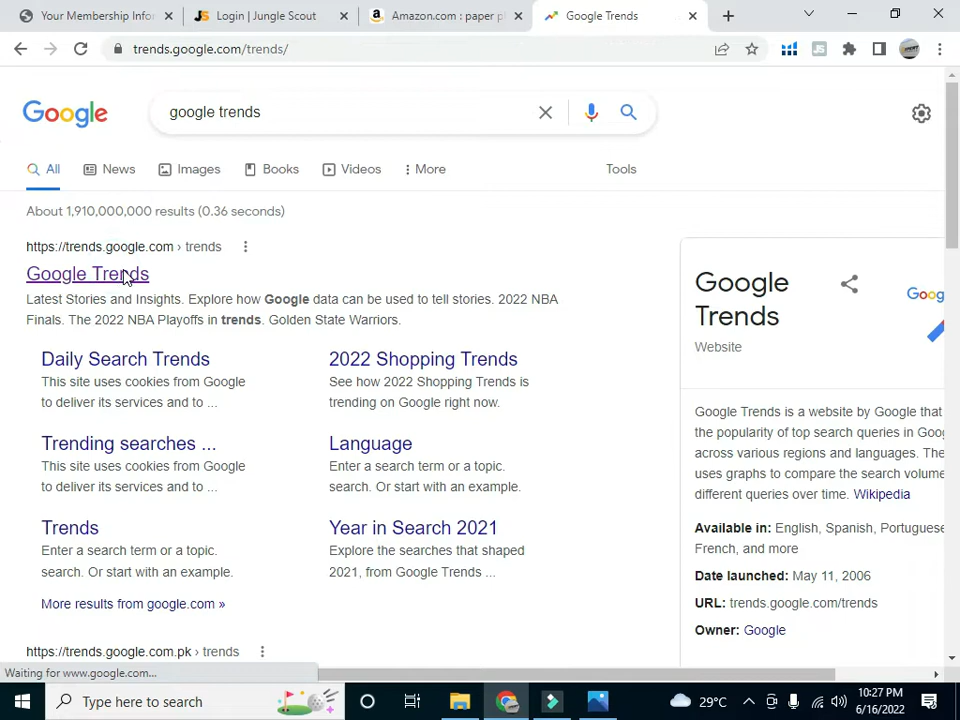 Your Membership Info
Login | Jungle Scout
Amazon.com : paper p
Google Trends
trends.google.com/trends/
Google
google trends
All
News
Images
Books
Videos
More
Tools
About 1,910,000,000 results (0.36 seconds)
https://trends.google.com › trends
Google Trends
Latest Stories and Insights. Explore how Google data can be used to tell stories. 2022 NBA
Finals. The 2022 NBA Playoffs in trends. Golden State Warriors.
Daily Search Trends
This site uses cookies from Google
to deliver its services and to ...
2022 Shopping Trends
See how 2022 Shopping Trends is
trending on Google right now.
Trending searches ...
This site uses cookies from Google
to deliver its services and to ...
Language
Enter a search term or a topic.
search. Or start with an example.
Trends
Enter a search term or a topic.
search. Or start with an example.
Year in Search 2021
Explore the searches that shaped
2021, from Google Trends ...
More results from google.com »
https://trends.google.com.pk › trends
Google
Trends
Website
Goog
Google Trends is a website by Google that
the popularity of top search queries in Goog
across various regions and languages. The
uses graphs to compare the search volume
different queries over time. Wikipedia
Available in: English, Spanish, Portuguese
French, and more
Date launched: May 11, 2006
URL: trends.google.com/trends
Owner: Google
Waiting for www.google.com...
Type here to search
29°C
10:27 PM
6/16/2022